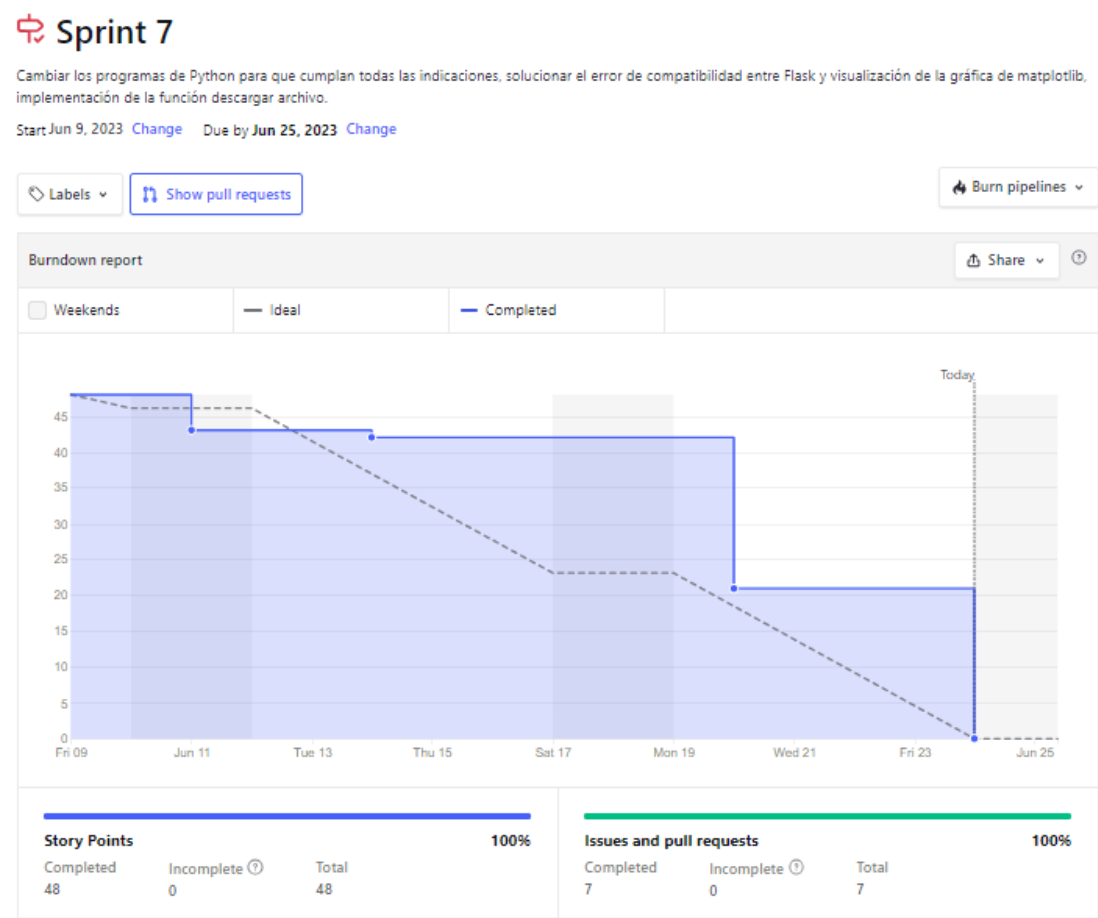 Sprint 7
Cambiar los programas de Python para que cumplan todas las indicaciones, solucionar el error de compatibilidad entre Flask y visualización de la gráfica de matplotlib,
implementación de la función descargar archivo.
Start Jun 9, 2023 Change Due by Jun 25, 2023 Change
Labels Show pull requests Burn pipelines
Burndown report Share
Weekends Ideal Completed
Today
45
40
35
30
25
20
15
10
5
0
Fri 09 Jun 11 Tue 13 Thu 15 Sat 17 Mon 19 Wed 21 Fri 23 Jun 25
Story Points 100% Issues and pull requests 100%
Completed Incomplete Total Completed Incomplete Total
48 0 48 7 0 7